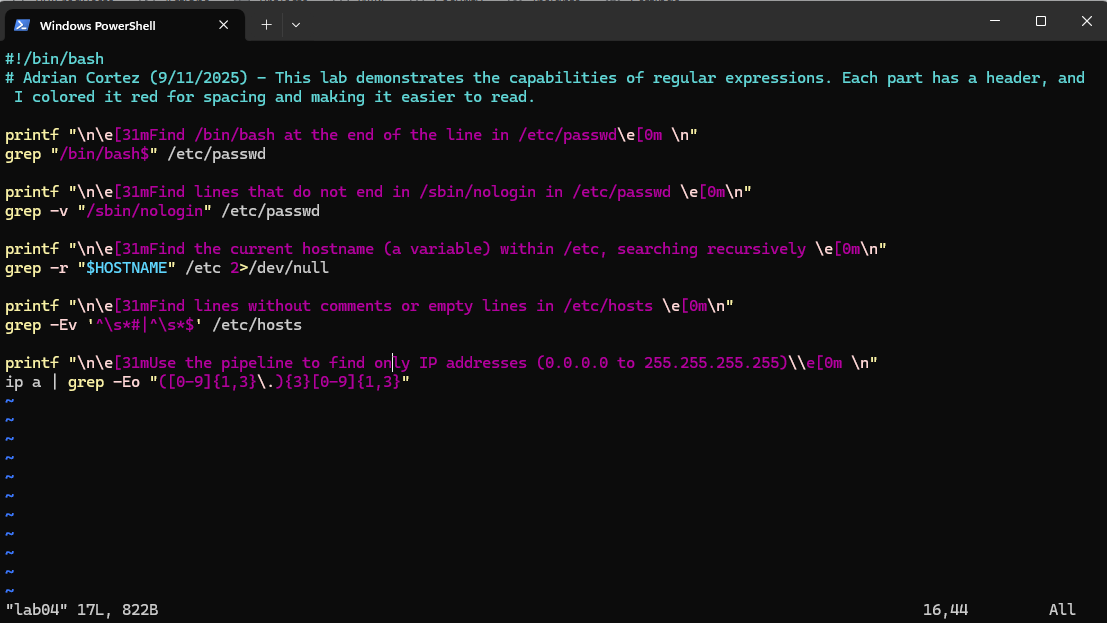 Windows PowerShell
#!/bin/bash
# Adrian Cortez (9/11/2025) - This lab demonstrates the capabilities of regular expressions. Each part has a header, and
 I colored it red for spacing and making it easier to read.
printf "\n\e[31mFind /bin/bash at the end of the line in /etc/passwd\e[0m \n"
grep "/bin/bash$" /etc/passwd
printf "\n\e[31mFind lines that do not end in /sbin/nologin in /etc/passwd \e[0m\n"
grep -v "/sbin/nologin" /etc/passwd
printf "\n\e[31mFind the current hostname (a variable) within /etc, searching recursively \e[0m\n"
grep -r "$HOSTNAME" /etc 2>/dev/null
printf "\n\e[31mFind lines without comments or empty lines in /etc/hosts \e[0m\n"
grep -Ev '^\s*#|^\s*$' /etc/hosts
printf "\n\e[31mUse the pipeline to find only IP addresses (0.0.0.0 to 255.255.255.255)\\e[0m \n"
ip a | grep -Eo "([0-9]{1,3}\.){3}[0-9]{1,3}"
~
~
~
~
~
~
~
~
~
~
~
"lab04" 17L, 822B 16,44 All